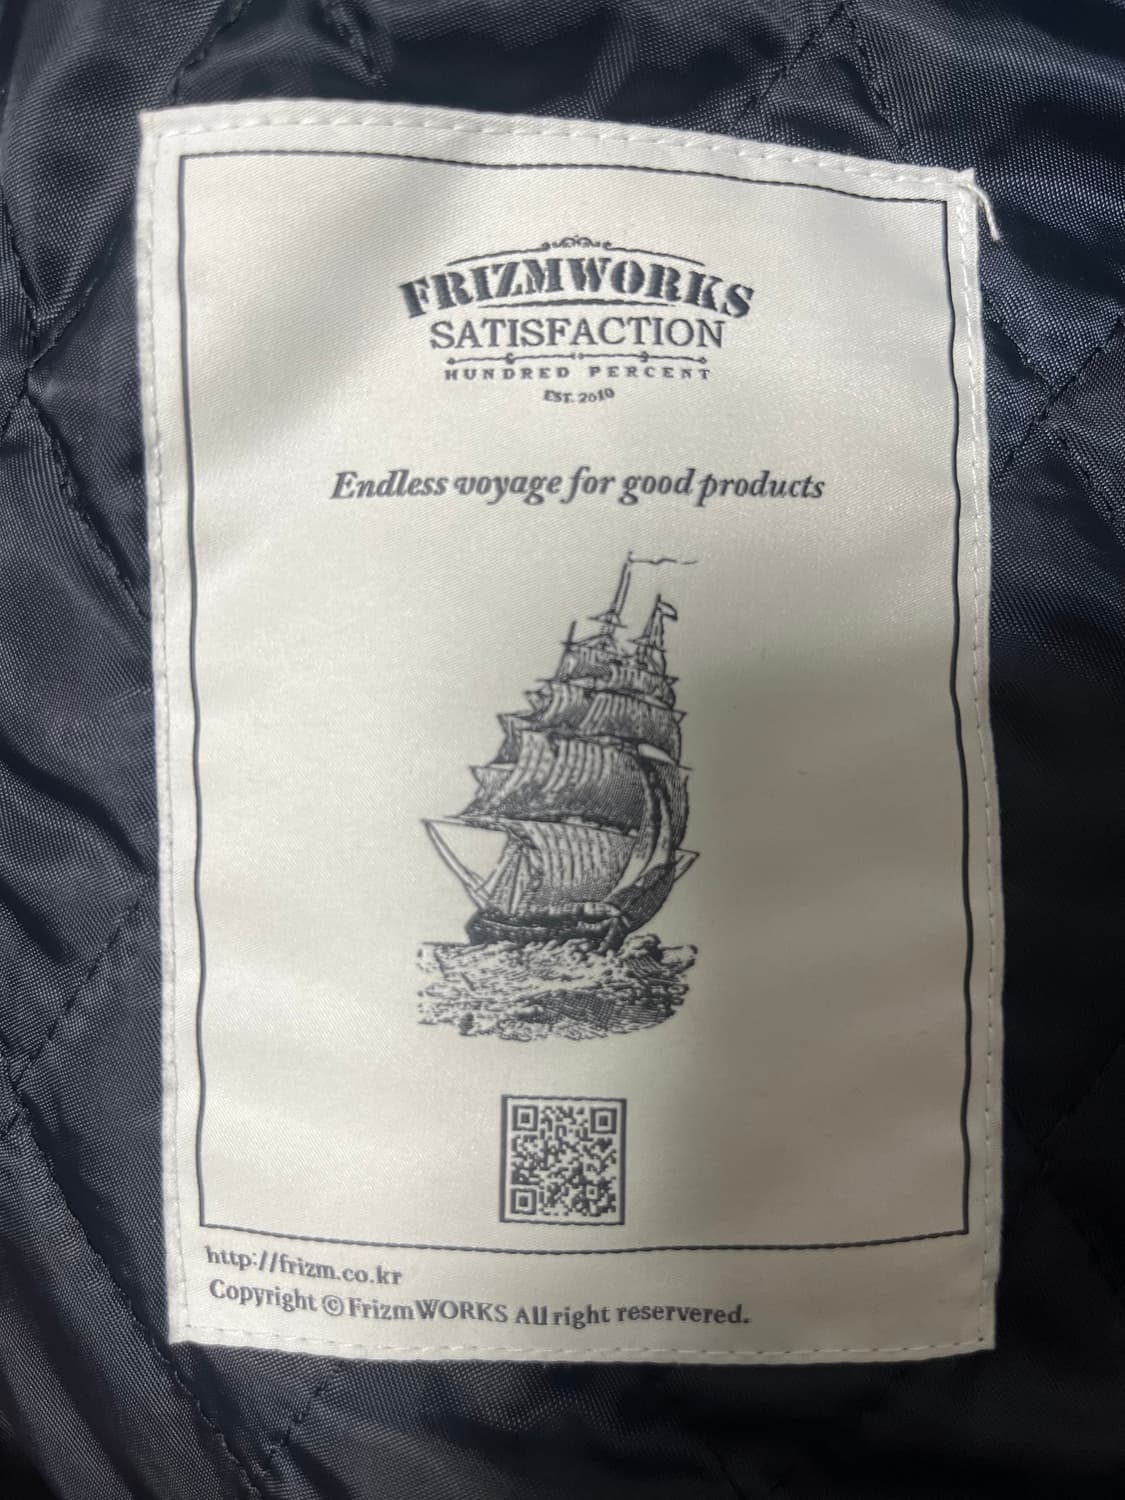 FRIZMWORKS
SATISFACTION
HUNDRED PERCENT
EST. 2010
Endless voyage for good products
http://frizm.co.kr
Copyright © FrizmWORKS All right reservered.